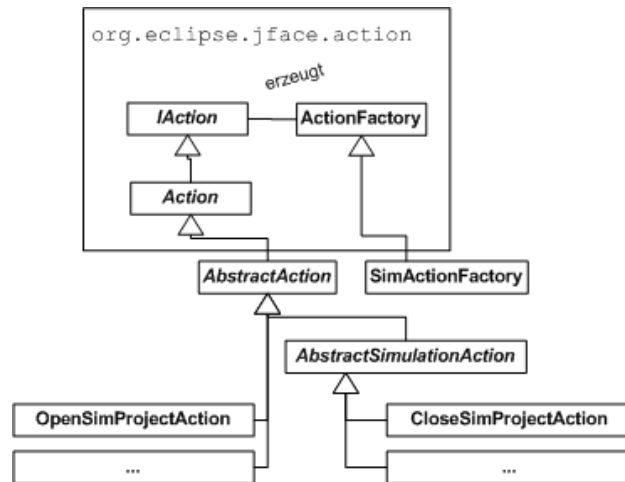 org.eclipse.jface.action
erzeugt
IAction
ActionFactory
Action
AbstractAction
SimActionFactory
AbstractSimulationAction
OpenSimProjectAction
CloseSimProjectAction
...
...